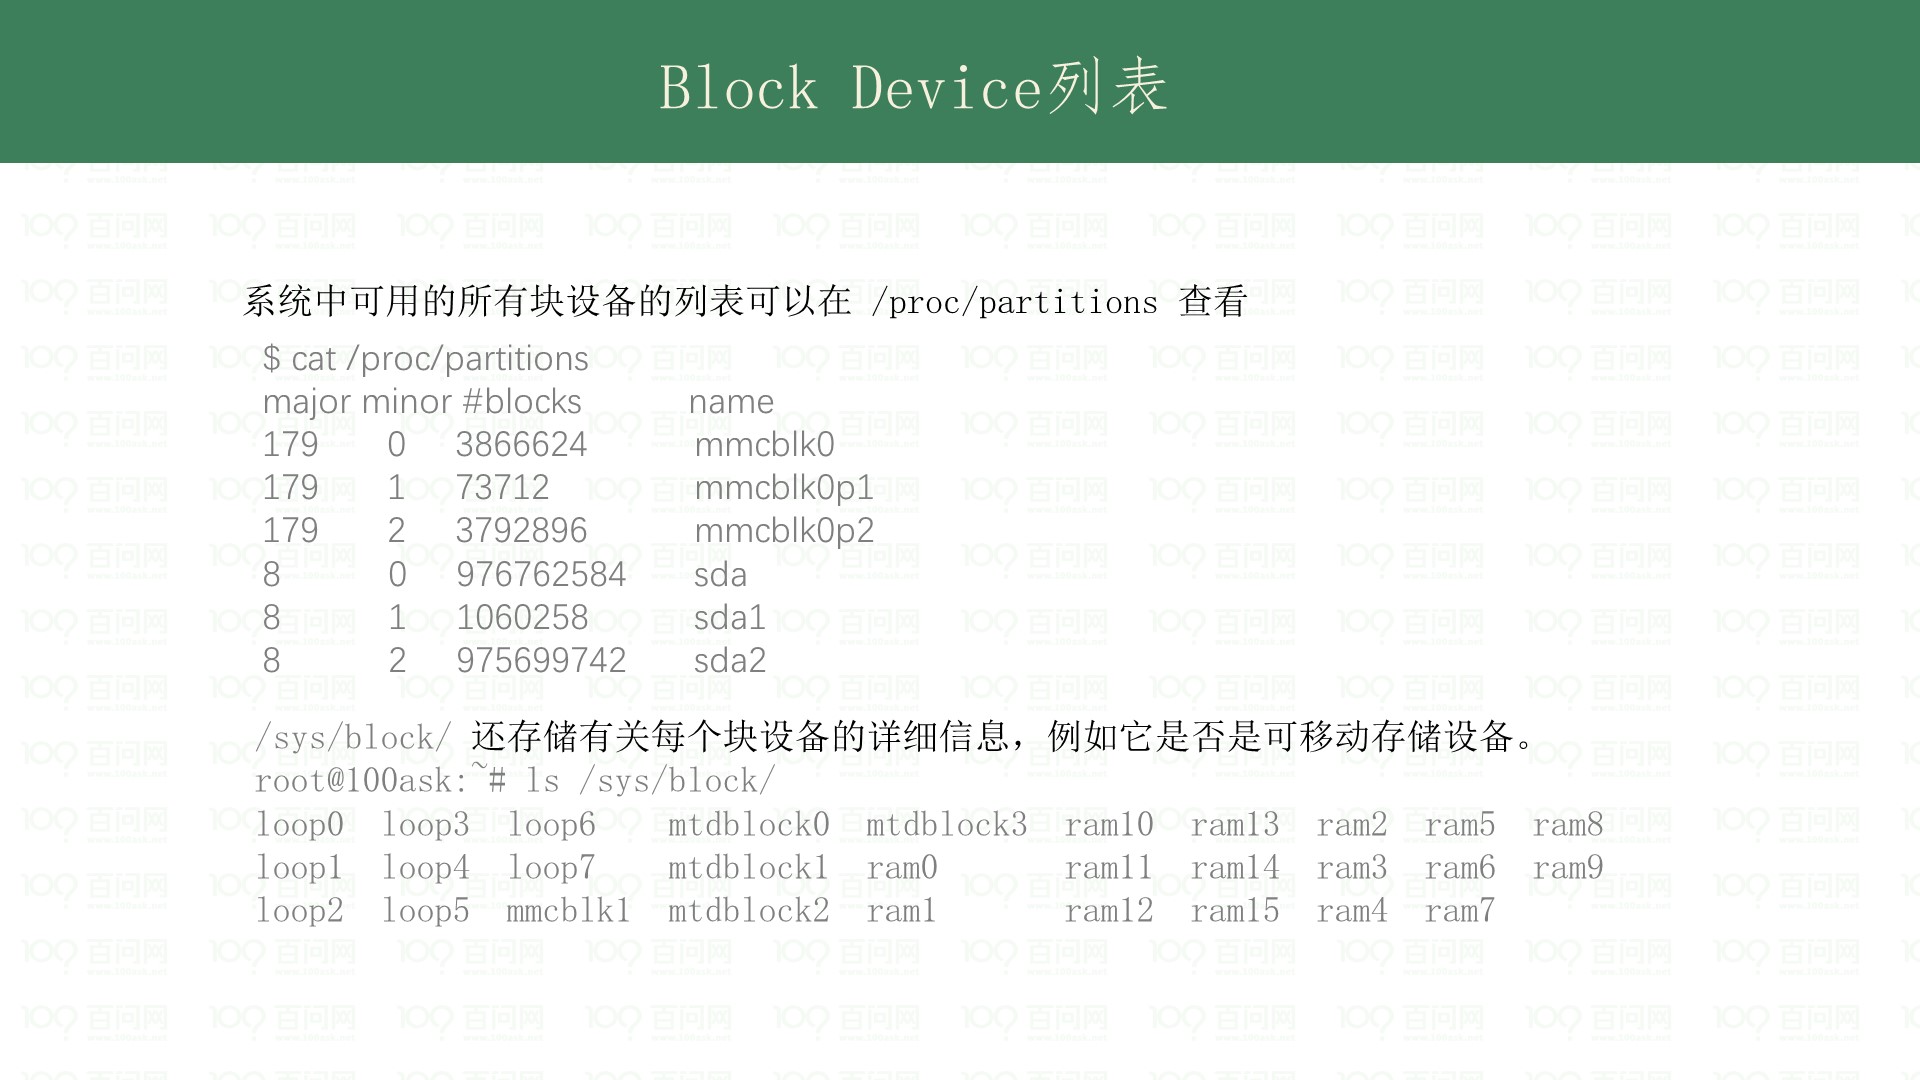 Block Device列表
系统中可用的所有块设备的列表可以在 /proc/partitions 查看
$ cat /proc/partitions
major minor #blocks name
179 0 3866624 mmcblk0
179 1 73712 mmcblk0p1
179 2 3792896 mmcblk0p2
8 0 976762584 sda
8 1 1060258 sda1
8 2 975699742 sda2
/sys/block/ 还存储有关每个块设备的详细信息，例如它是否是可移动存储设备。
root@100ask:~# ls /sys/block/
loop0 loop3 loop6 mtdblock0 mtdblock3 ram10 ram13 ram2 ram5 ram8
loop1 loop4 loop7 mtdblock1 ram0 ram11 ram14 ram3 ram6 ram9
loop2 loop5 mmcblk1 mtdblock2 ram1 ram12 ram15 ram4 ram7
百问网
www.100ask.net